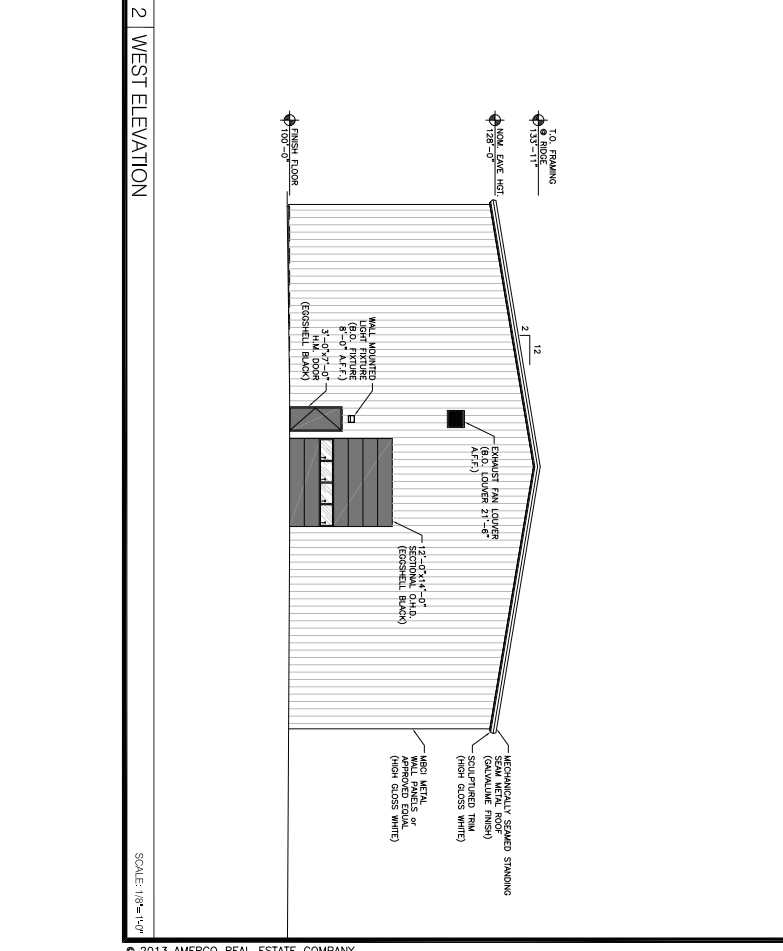 T.O. FRAMING
@ RIDGE
133'-11"
NOM. EAVE HGT.
128'-0"
FINISH FLOOR
100'-0"
12
2
EXHAUST FAN LOUVER
(B.O. LOUVER 21'-6"
A.F.F.)
WALL MOUNTED
LIGHT FIXTURE
(B.O. FIXTURE
8'-0" A.F.F.)
3'-0"x7'-0"
H.M. DOOR
(EGGSHELL BLACK)
12'-0"x14'-0"
SECTIONAL O.H.D.
(EGGSHELL BLACK)
MECHANICALLY SEAMED STANDING
SEAM METAL ROOF
(GALVALUME FINISH)
SCULPTURED TRIM
(HIGH GLOSS WHITE)
MBCI METAL
WALL PANELS or
APPROVED EQUAL
(HIGH GLOSS WHITE)
2 WEST ELEVATION
SCALE: 1/8"=1'-0"
© 2013 AMERCO REAL ESTATE COMPANY